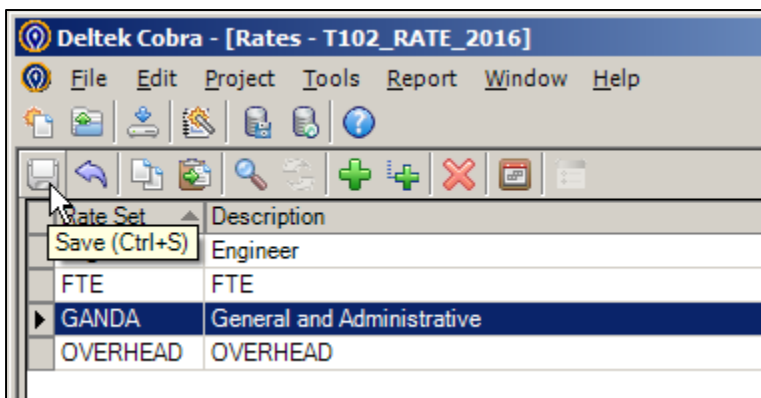 Deltek Cobra - [Rates - T102_RATE_2016]
File Edit Project Tools Report Window Help
Rate Set Description
Save (Ctrl+S) Engineer
FTE FTE
GANDA General and Administrative
OVERHEAD OVERHEAD